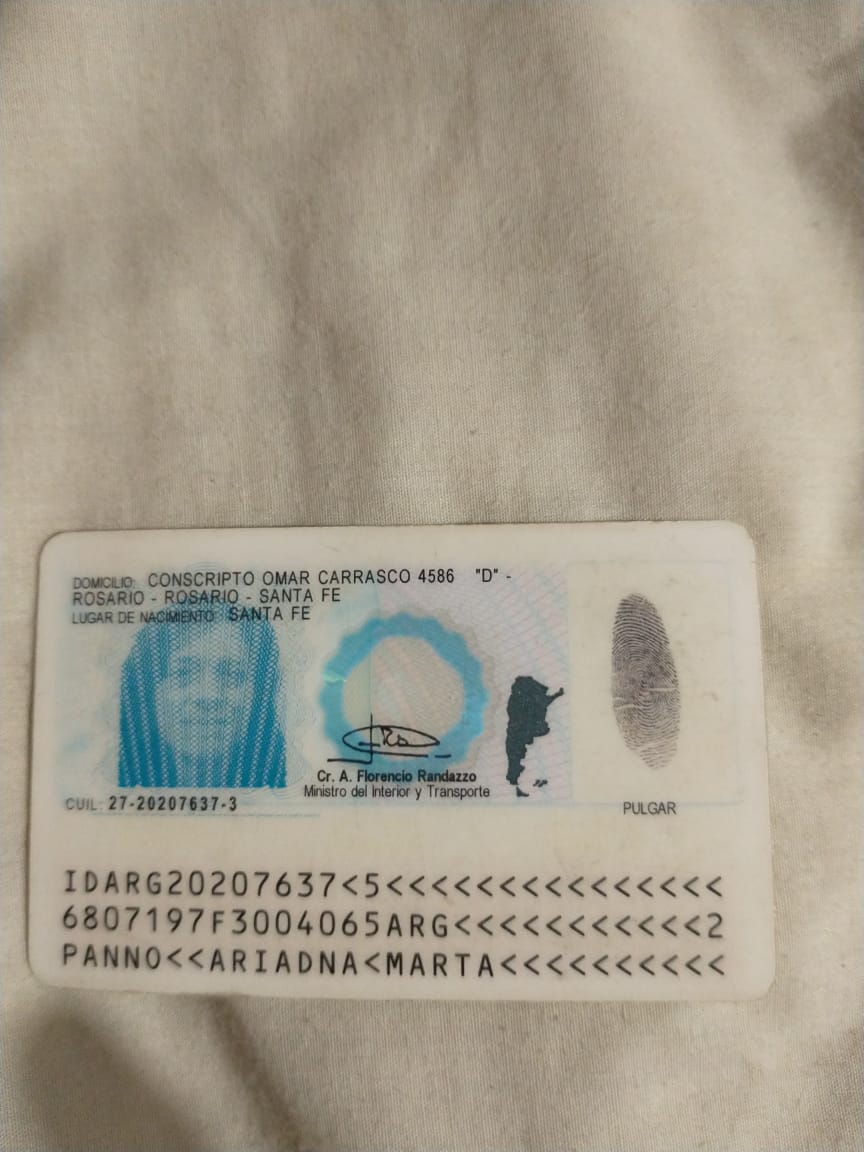 DOMICILIO: CONSCRIPTO OMAR CARRASCO 4586 "D" -
ROSARIO - ROSARIO - SANTA FE
LUGAR DE NACIMIENTO: SANTA FE
Cr. A. Florencio Randazzo
Ministro del Interior y Transporte
CUIL: 27-20207637-3
PULGAR
IDARG20207637<5<<<<<<<<<<<<<<<
6807197F3004065ARG<<<<<<<<<<<2
PANNO<<ARIADNA<MARTA<<<<<<<<<<